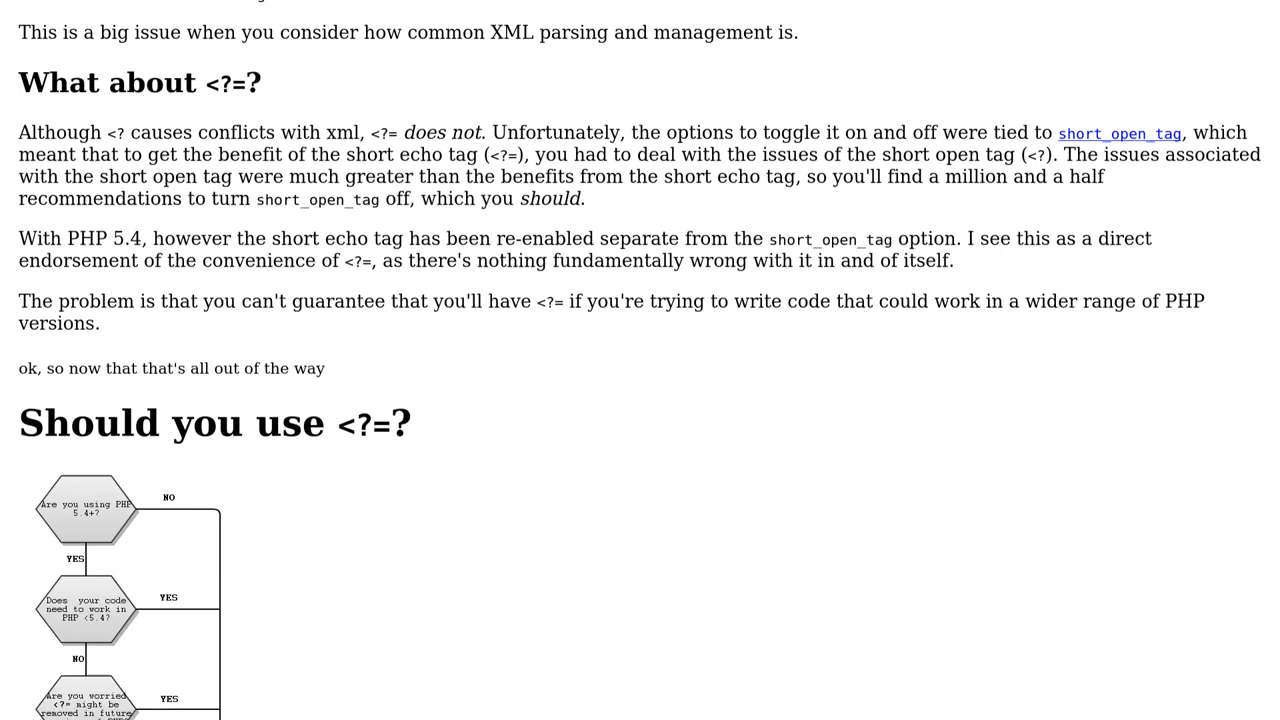 This is a big issue when you consider how common XML parsing and management is.
What about <?=?
Although <? causes conflicts with xml, <?= does not. Unfortunately, the options to toggle it on and off were tied to short_open_tag, which
meant that to get the benefit of the short echo tag (<?=), you had to deal with the issues of the short open tag (<?). The issues associated
with the short open tag were much greater than the benefits from the short echo tag, so you'll find a million and a half
recommendations to turn short_open_tag off, which you should.
With PHP 5.4, however the short echo tag has been re-enabled separate from the short_open_tag option. I see this as a direct
endorsement of the convenience of <?=, as there's nothing fundamentally wrong with it in and of itself.
The problem is that you can't guarantee that you'll have <?= if you're trying to write code that could work in a wider range of PHP
versions.
ok, so now that that's all out of the way
Should you use <?=?
NO
Are you using PHP
5.4+?
YES
YES
Does your code
need to work in
PHP <5.4?
NO
YES
Are you worried
<?= might be
removed in future